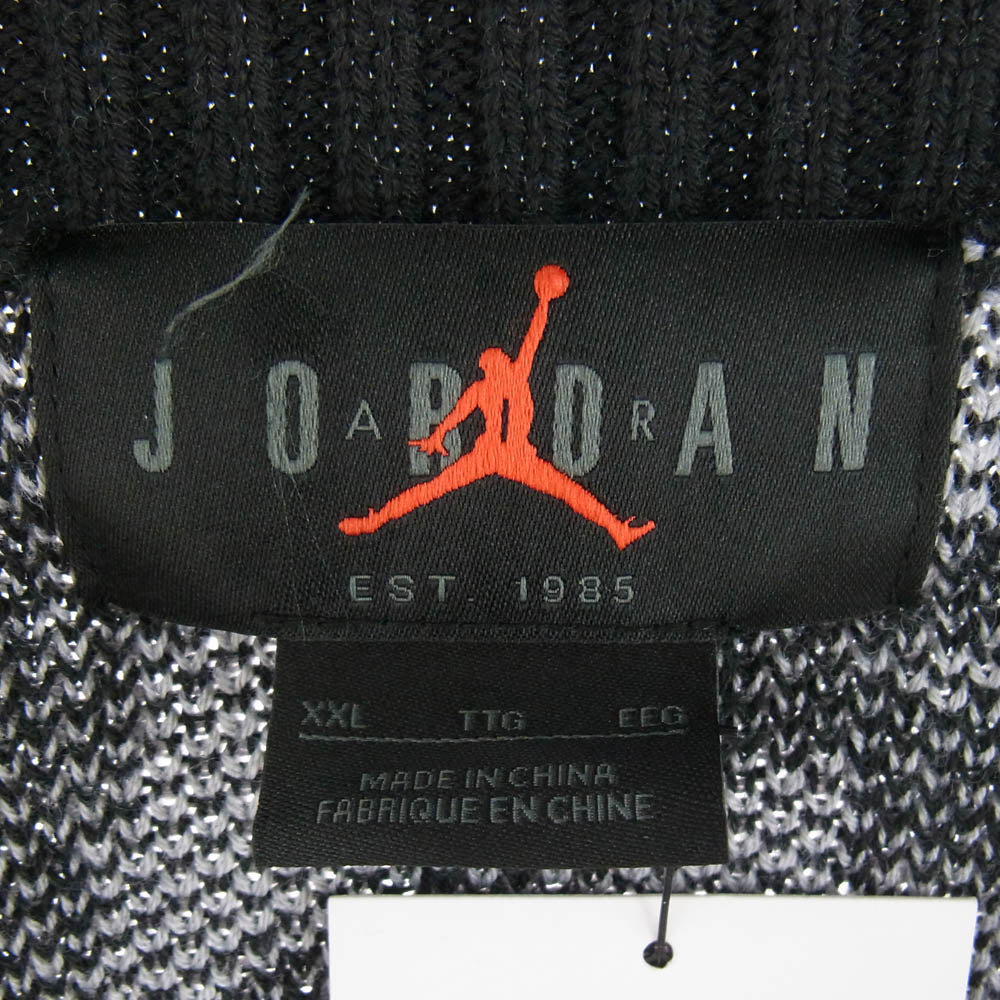 JORDAN
AIR
EST. 1985
XXL TTG EEG
MADE IN CHINA
FABRIQUE EN CHINE